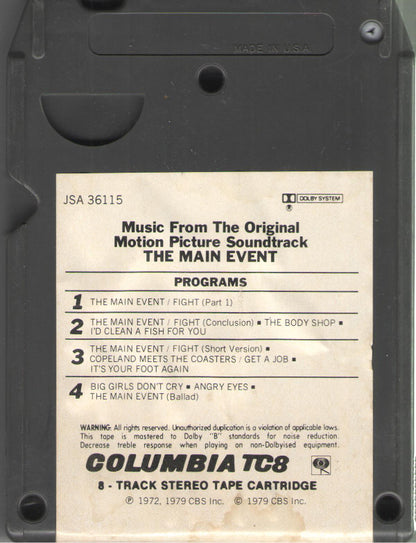 MADE IN U.S.A.
JSA 36115
DOLBY SYSTEM
Music From The Original
Motion Picture Soundtrack
THE MAIN EVENT
PROGRAMS
1 THE MAIN EVENT / FIGHT (Part 1)
2 THE MAIN EVENT / FIGHT (Conclusion) ▪ THE BODY SHOP ▪
I'D CLEAN A FISH FOR YOU
3 THE MAIN EVENT / FIGHT (Short Version) ▪
COPELAND MEETS THE COASTERS / GET A JOB ▪
IT'S YOUR FOOT AGAIN
4 BIG GIRLS DON'T CRY ▪ ANGRY EYES ▪
THE MAIN EVENT (Ballad)
WARNING: All rights reserved. Unauthorized duplication is a violation of applicable laws.
This tape is mastered to Dolby "B" standards for noise reduction.
Decrease treble response when playing on non-Dolbyised equipment.
COLUMBIA TC8
8 - TRACK STEREO TAPE CARTRIDGE
℗ 1972, 1979 CBS Inc. © 1979 CBS Inc.